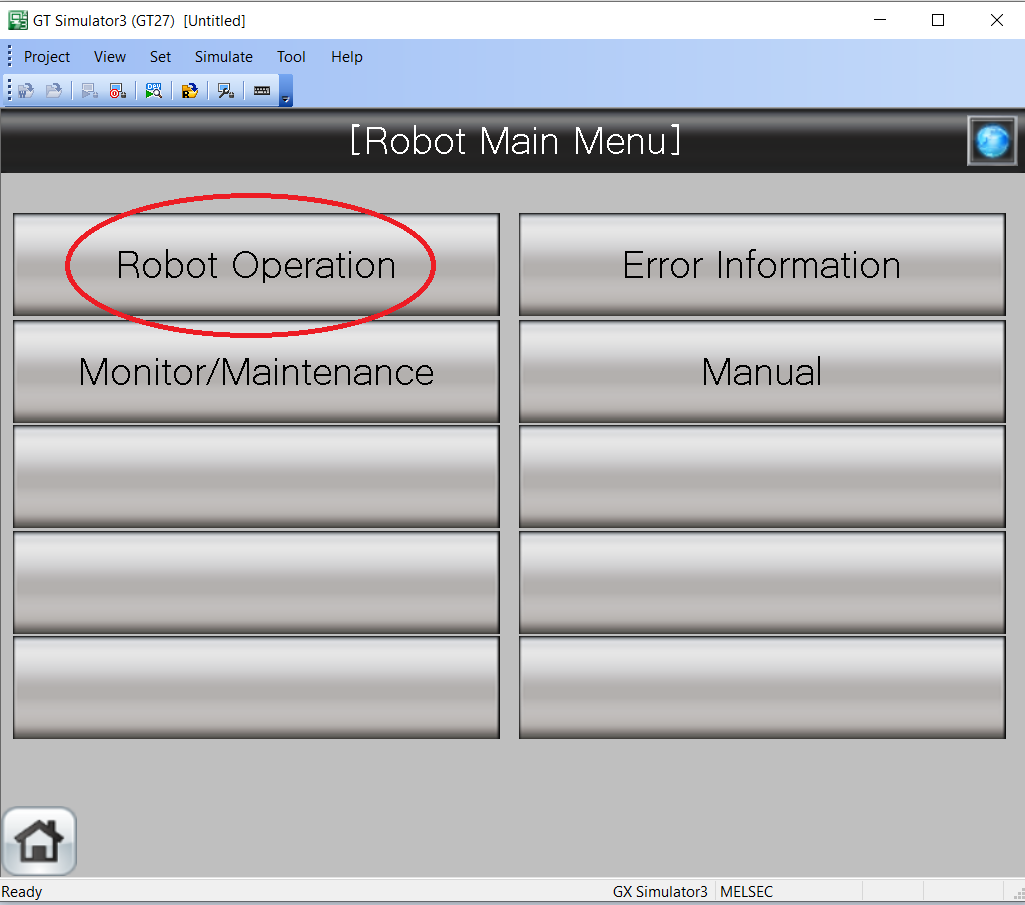 GT Simulator3 (GT27) [Untitled]
Project View Set Simulate Tool Help
[Robot Main Menu]
Robot Operation
Error Information
Monitor/Maintenance
Manual
Ready
GX Simulator3 MELSEC